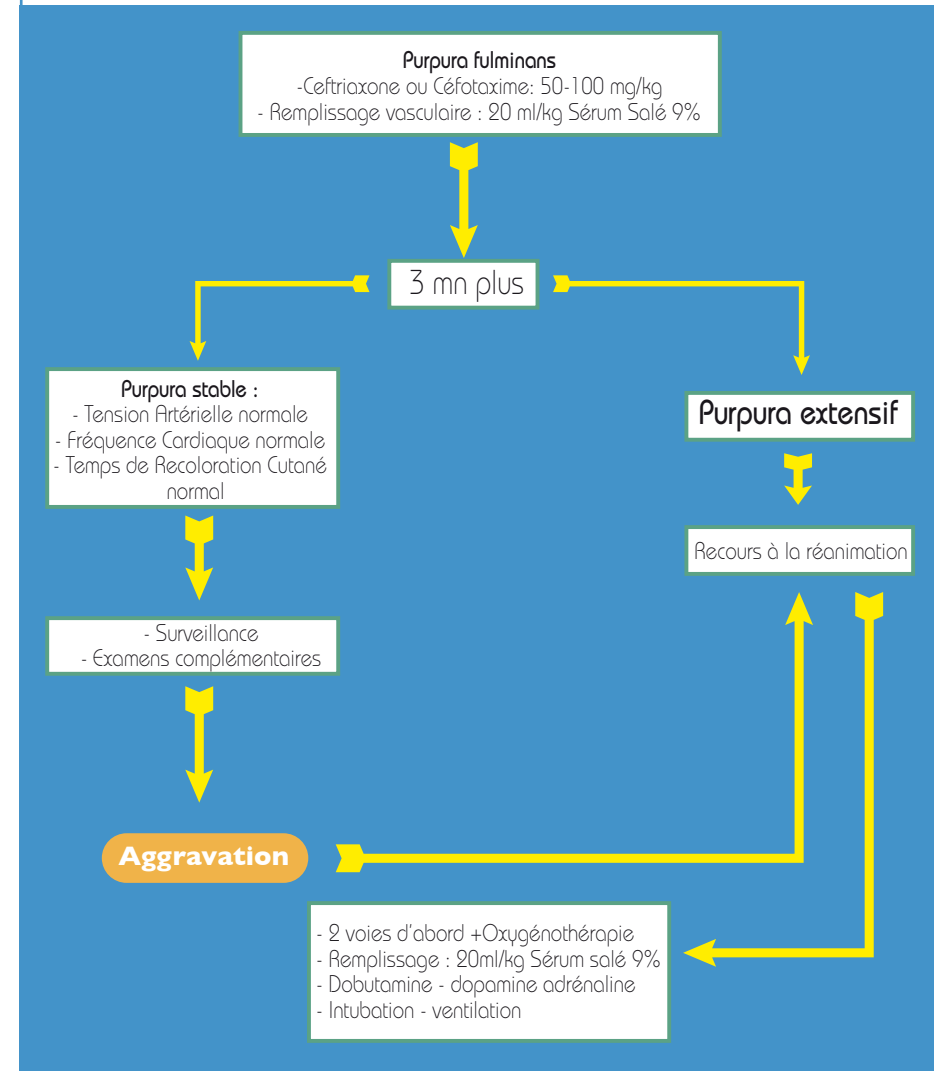 Purpura fulminans
-Ceftriaxone ou Céfotaxime: 50-100 mg/kg
- Remplissage vasculaire : 20 ml/kg Sérum Salé 9%
3 mn plus
Purpura stable :
- Tension Artérielle normale
- Fréquence Cardiaque normale
- Temps de Recoloration Cutané
normal
Purpura extensif
Recours à la réanimation
- Surveillance
- Examens complémentaires
Aggravation
- 2 voies d'abord +Oxygénothérapie
- Remplissage : 20ml/kg Sérum salé 9%
- Dobutamine - dopamine adrénaline
- Intubation - ventilation